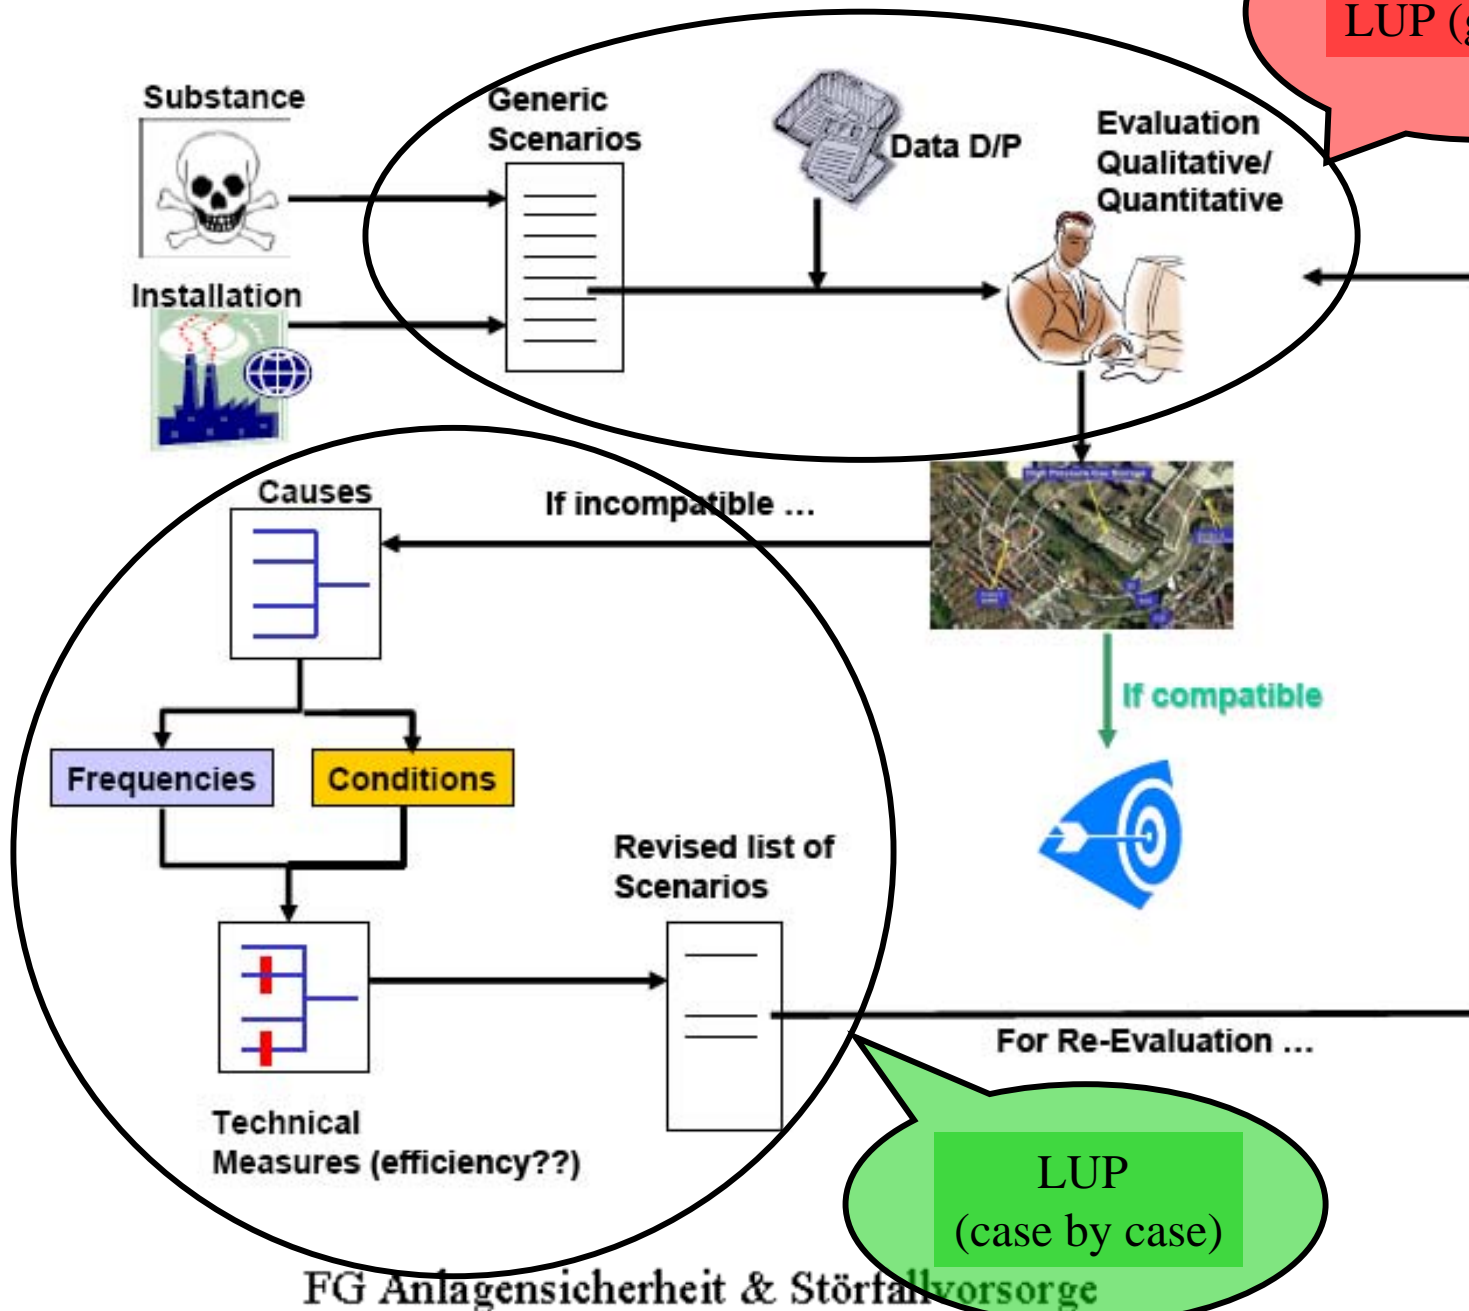 LUP (g
Substance
Generic
Scenarios
Data D/P
Evaluation
Qualitative/
Quantitative
Installation
Causes
If incompatible ...
If compatible
Frequencies
Conditions
Revised list of
Scenarios
For Re-Evaluation ...
Technical
Measures (efficiency??)
LUP
(case by case)
FG Anlagensicherheit & Störfallvorsorge